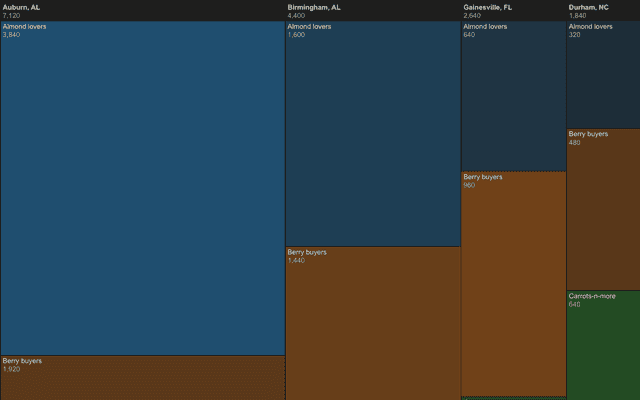 Auburn, AL
7,120
Birmingham, AL
4,400
Gainesville, FL
2,640
Durham, NC
1,840
Almond lovers
3,840
Almond lovers
1,600
Almond lovers
640
Almond lovers
320
Berry buyers
480
Berry buyers
960
Berry buyers
1,440
Carrots-n-more
640
Berry buyers
1,920